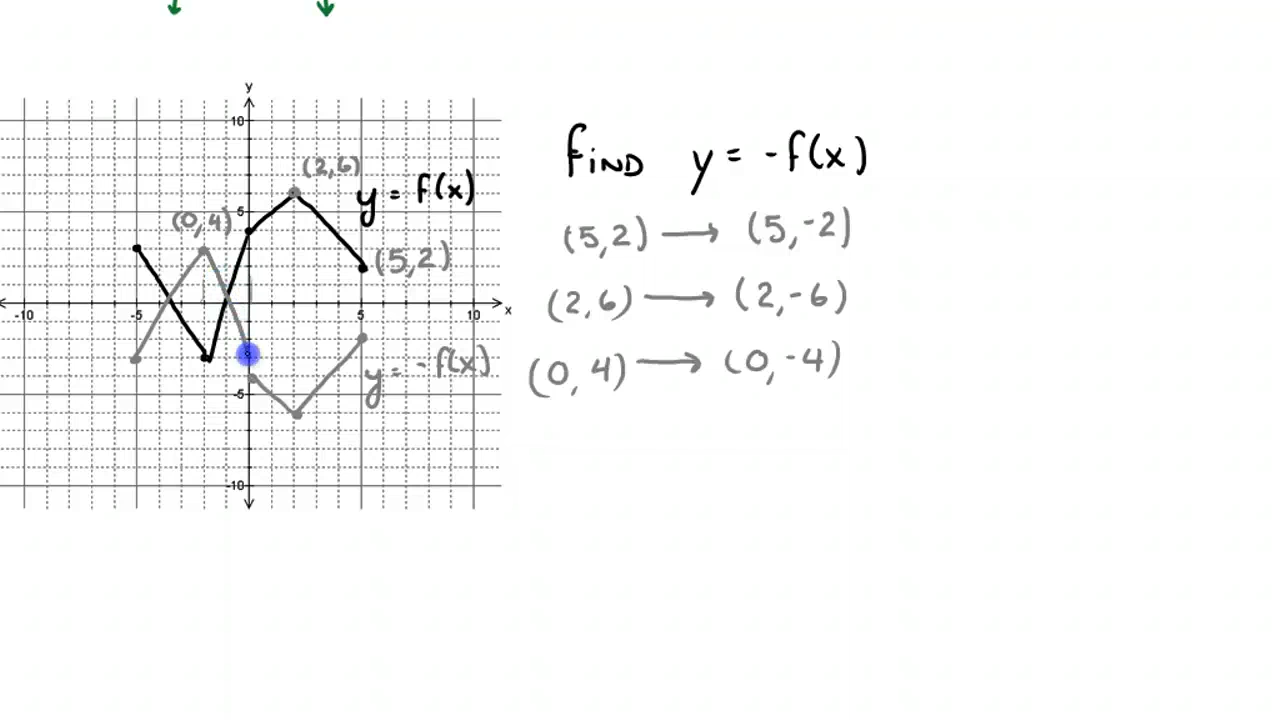 y
10
(2,6)
y = f(x)
(0,4)
5
(5,2)
-10
-5
5
10
x
y = -f(x)
-5
-10
FIND y = -f(x)
(5,2) → (5,-2)
(2,6) → (2,-6)
(0,4) → (0,-4)